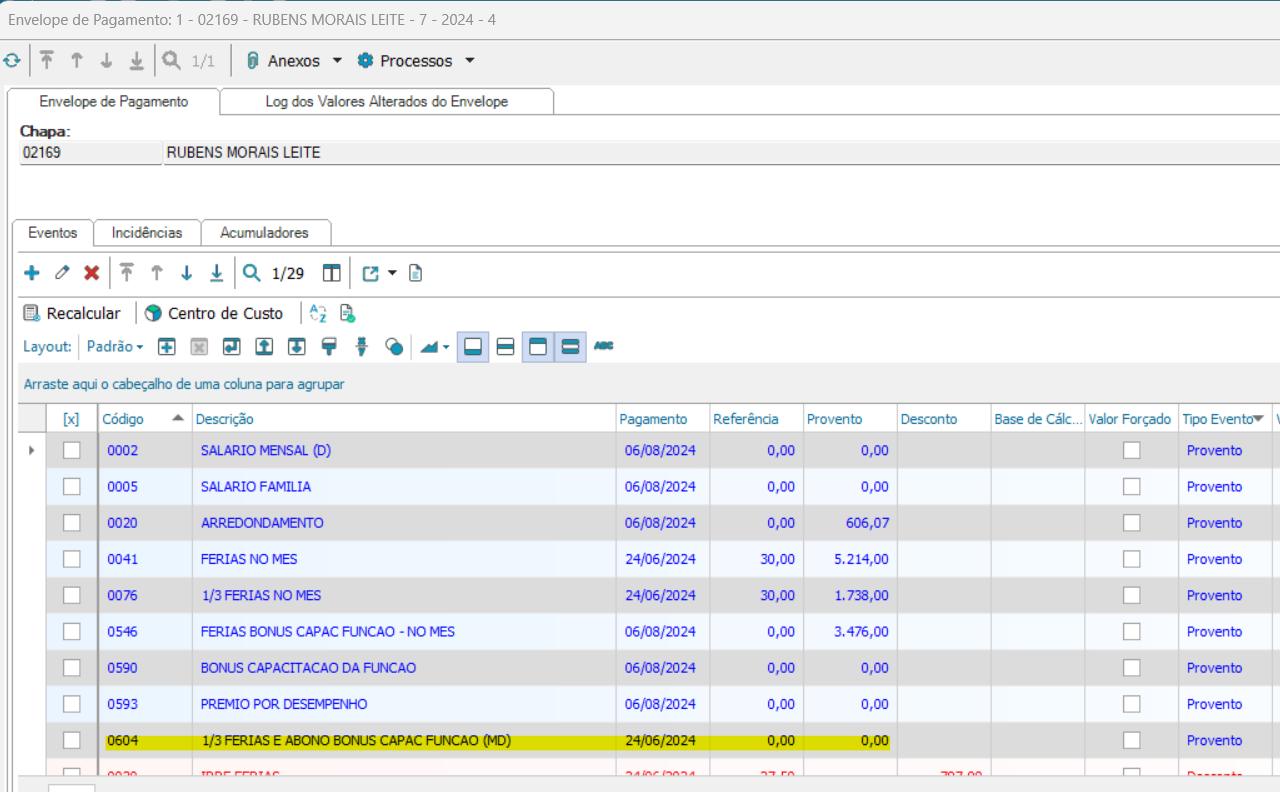 Envelope de Pagamento: 1 - 02169 - RUBENS MORAIS LEITE - 7 - 2024 - 4
1/1 Anexos Processos
Envelope de Pagamento Log dos Valores Alterados do Envelope
Chapa:
02169 RUBENS MORAIS LEITE
Eventos Incidências Acumuladores
1/29
Recalcular Centro de Custo
Layout: Padrão ABC
Arraste aqui o cabeçalho de uma coluna para agrupar
[x] Código Descrição Pagamento Referência Provento Desconto Base de Cálc... Valor Forçado Tipo Evento
0002 SALARIO MENSAL (D) 06/08/2024 0,00 0,00 Provento
0005 SALARIO FAMILIA 06/08/2024 0,00 0,00 Provento
0020 ARREDONDAMENTO 06/08/2024 0,00 606,07 Provento
0041 FERIAS NO MES 24/06/2024 30,00 5.214,00 Provento
0076 1/3 FERIAS NO MES 24/06/2024 30,00 1.738,00 Provento
0546 FERIAS BONUS CAPAC FUNCAO - NO MES 06/08/2024 0,00 3.476,00 Provento
0590 BONUS CAPACITACAO DA FUNCAO 06/08/2024 0,00 0,00 Provento
0593 PREMIO POR DESEMPENHO 06/08/2024 0,00 0,00 Provento
0604 1/3 FERIAS E ABONO BONUS CAPAC FUNCAO (MD) 24/06/2024 0,00 0,00 Provento